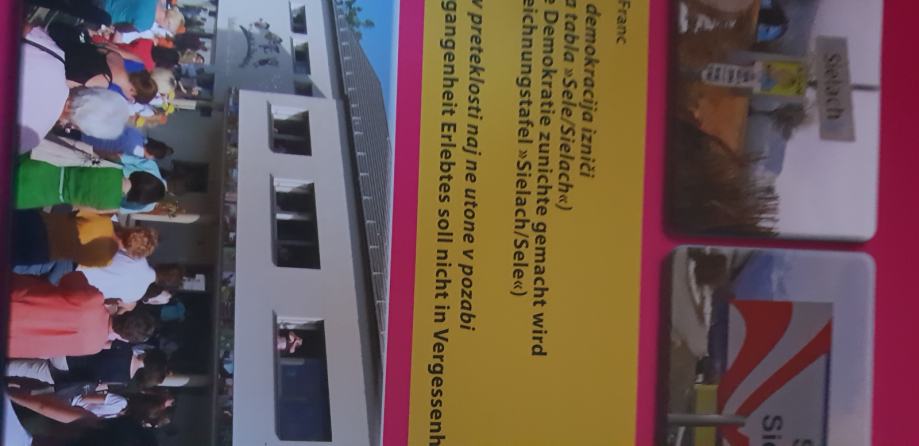 Franc
demokracija izniči
tabla »Sele/Sielach«)
Demokratie zunichte gemacht wird
eichnungstafel »Sielach/Sele«)
v preteklosti naj ne utone v pozabi
gangenheit Erlebtes soll nicht in Vergessenh
Sielach